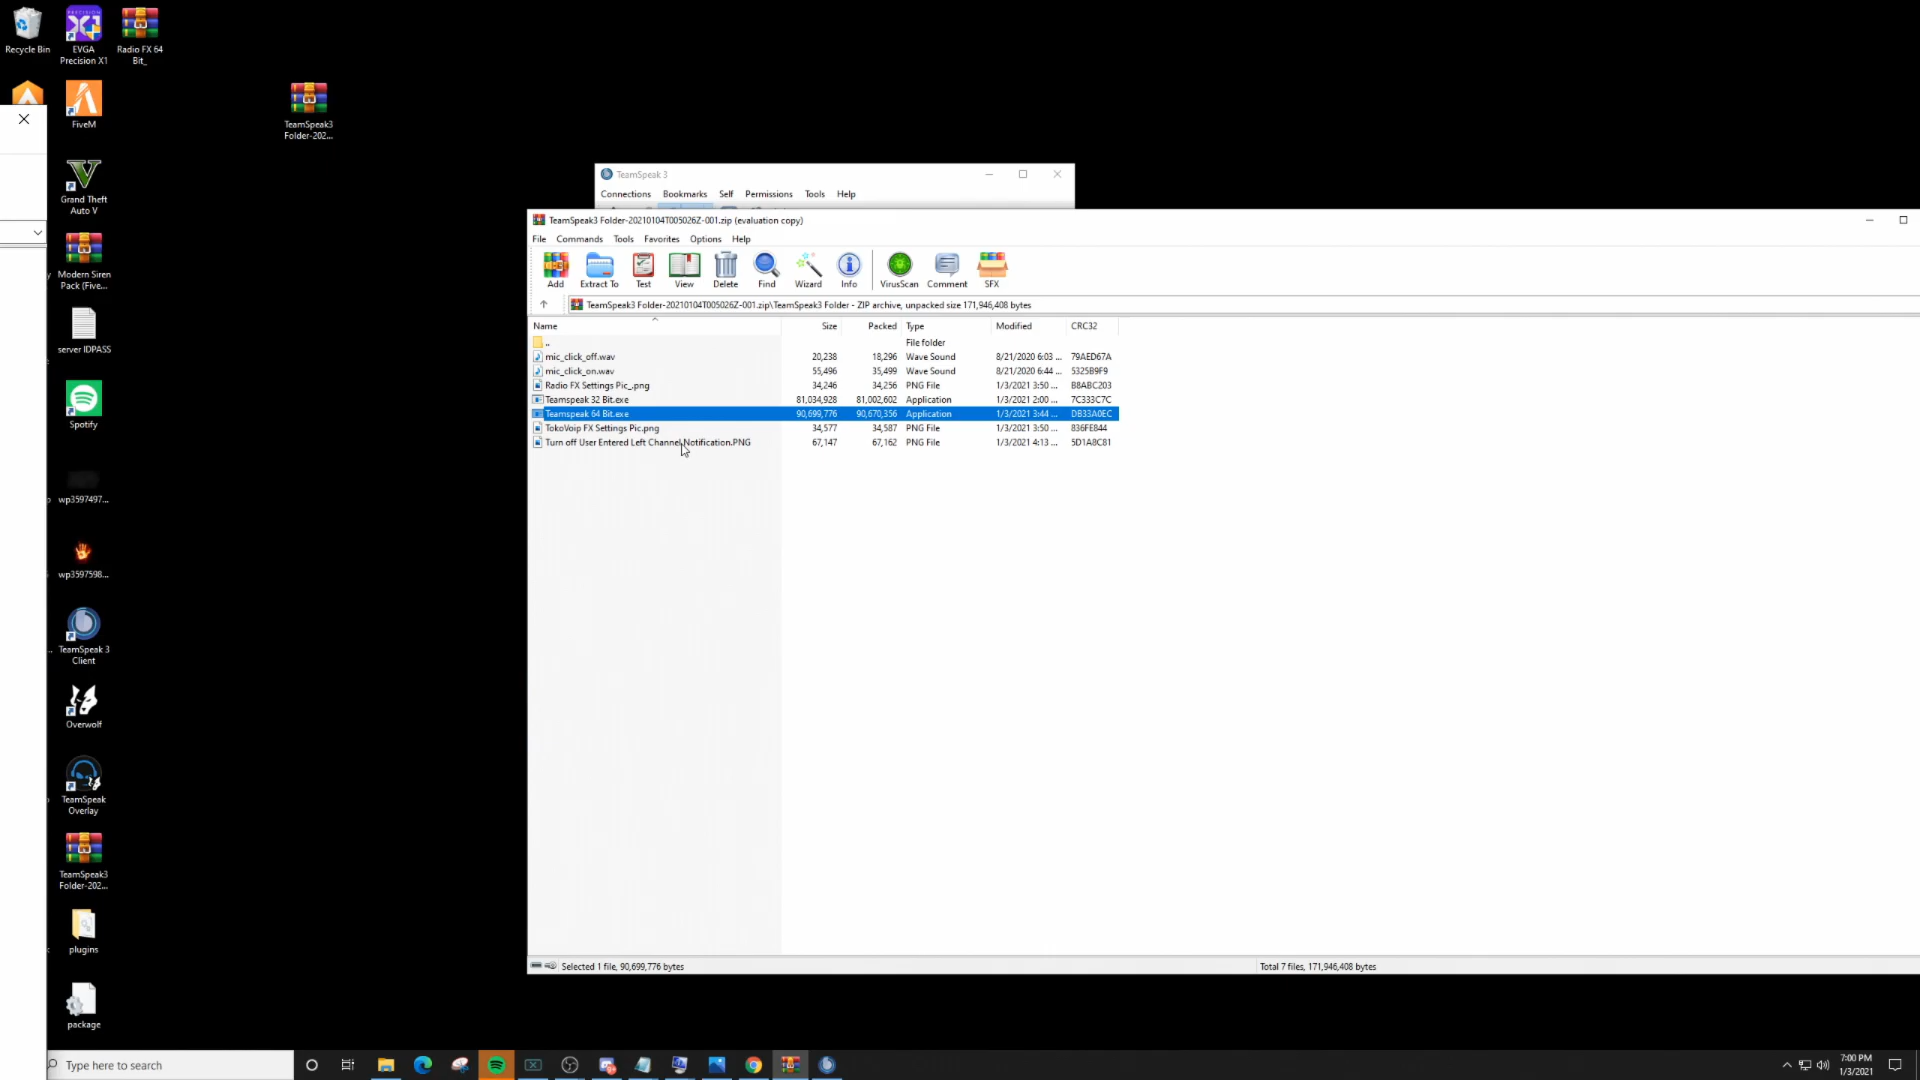 Recycle Bin
EVGA
Precision X1
Radio FX 64
Bit_
FiveM
TeamSpeak3
Folder-202...
Grand Theft
Auto V
Modern Siren
Pack (Five...
server IDPASS
Spotify
wp3597497...
wp3597598...
TeamSpeak 3
Client
Overwolf
TeamSpeak
Overlay
TeamSpeak3
Folder-202...
plugins
package
TeamSpeak 3
Connections Bookmarks Self Permissions Tools Help
TeamSpeak3 Folder-20210104T005026Z-001.zip (evaluation copy)
File Commands Tools Favorites Options Help
Add Extract To Test View Delete Find Wizard Info VirusScan Comment SFX
TeamSpeak3 Folder-20210104T005026Z-001.zip\TeamSpeak3 Folder - ZIP archive, unpacked size 171,946,408 bytes
Name Size Packed Type Modified CRC32
.. File folder
mic_click_off.wav 20,238 18,296 Wave Sound 8/21/2020 6:03 ... 79AED67A
mic_click_on.wav 55,496 35,499 Wave Sound 8/21/2020 6:44 ... 5325B9F9
Radio FX Settings Pic_.png 34,246 34,256 PNG File 1/3/2021 3:50 ... B8ABC203
Teamspeak 32 Bit.exe 81,034,928 81,002,602 Application 1/3/2021 2:00 ... 7C333C7C
Teamspeak 64 Bit.exe 90,699,776 90,670,356 Application 1/3/2021 3:44 ... DB33A0EC
TokoVoip FX Settings Pic.png 34,577 34,587 PNG File 1/3/2021 3:50 ... 836FE844
Turn off User Entered Left Channel Notification.PNG 67,147 67,162 PNG File 1/3/2021 4:13 ... 5D1A8C81
Selected 1 file, 90,699,776 bytes
Total 7 files, 171,946,408 bytes
Type here to search
7:00 PM
1/3/2021